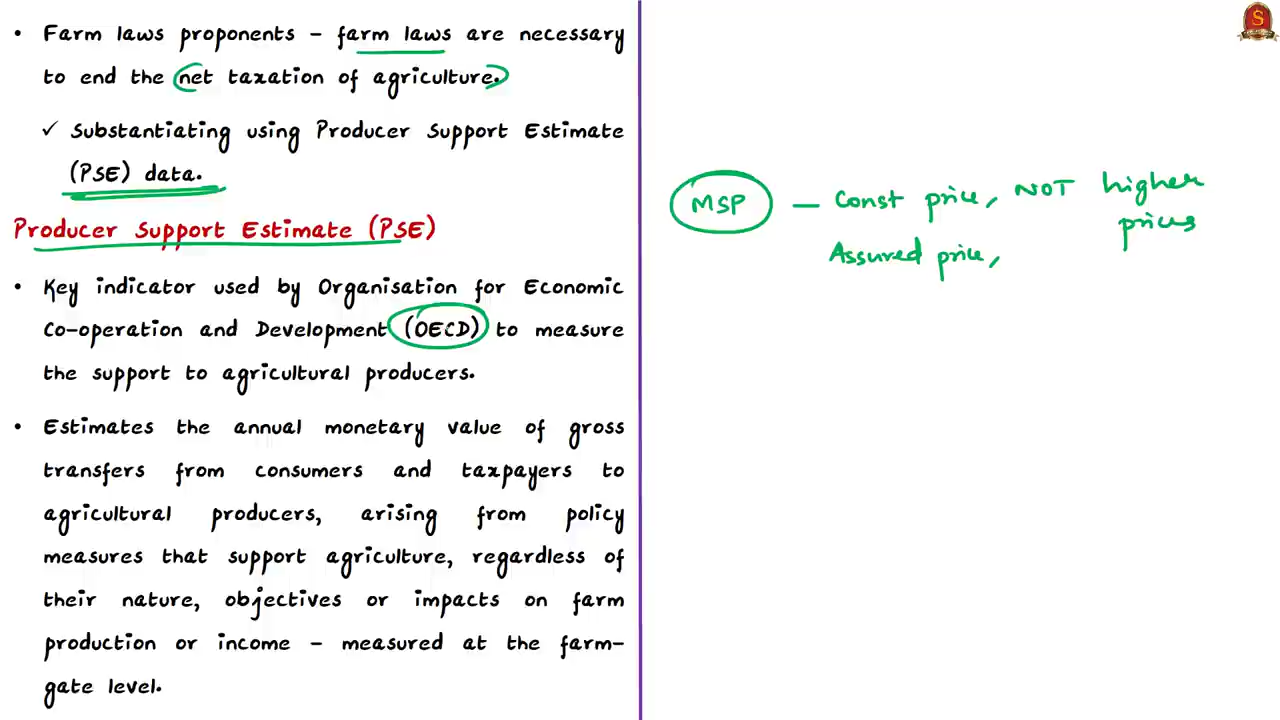 • Farm laws proponents – farm laws are necessary
to end the net taxation of agriculture.
✓ Substantiating using Producer Support Estimate
(PSE) data.
Producer Support Estimate (PSE)
• Key indicator used by Organisation for Economic
Co-operation and Development (OECD) to measure
the support to agricultural producers.
• Estimates the annual monetary value of gross
transfers from consumers and taxpayers to
agricultural producers, arising from policy
measures that support agriculture, regardless of
their nature, objectives or impacts on farm
production or income – measured at the farm-
gate level.
MSP – Const price, NOT higher
prices
Assured price,
S